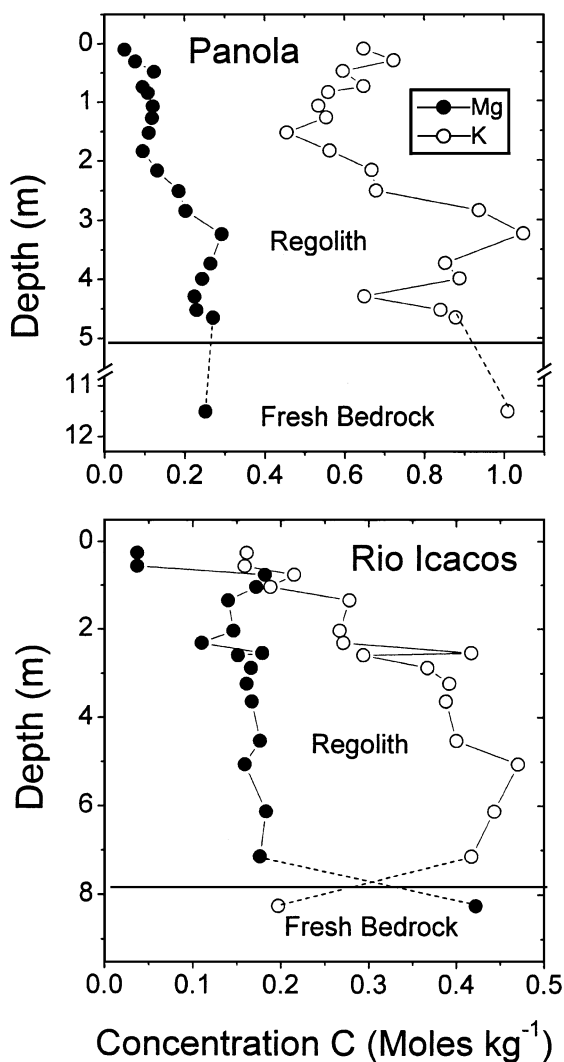 Panola
Mg
K
Regolith
Fresh Bedrock
Depth (m)
0
1
2
3
4
5
11
12
0.0 0.2 0.4 0.6 0.8 1.0
Rio Icacos
Regolith
Fresh Bedrock
Depth (m)
0
2
4
6
8
0.0 0.1 0.2 0.3 0.4 0.5
Concentration C (Moles kg⁻¹)